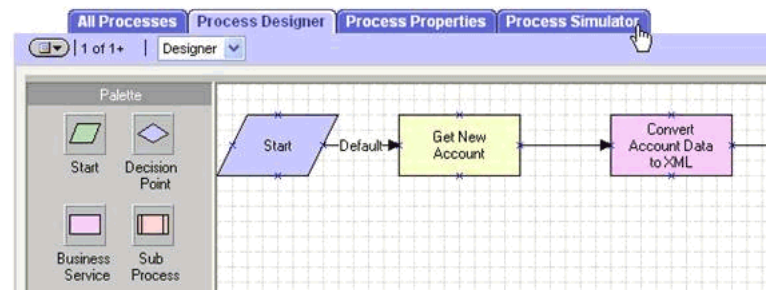 All Processes Process Designer Process Properties Process Simulator
1 of 1+ Designer
Palette
Start Decision
Point
Business Sub
Service Process
Start
Default
Get New
Account
Convert
Account Data
to XML